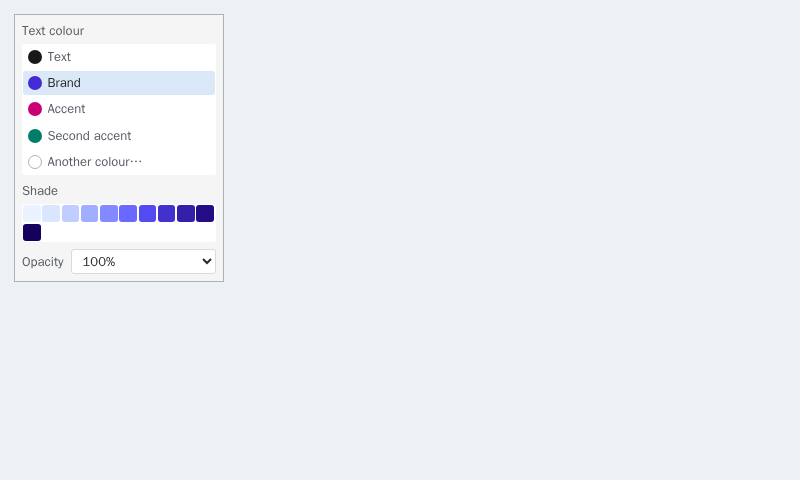 Text colour
Text
Brand
Accent
Second accent
Another colour···
Shade
Opacity 100%